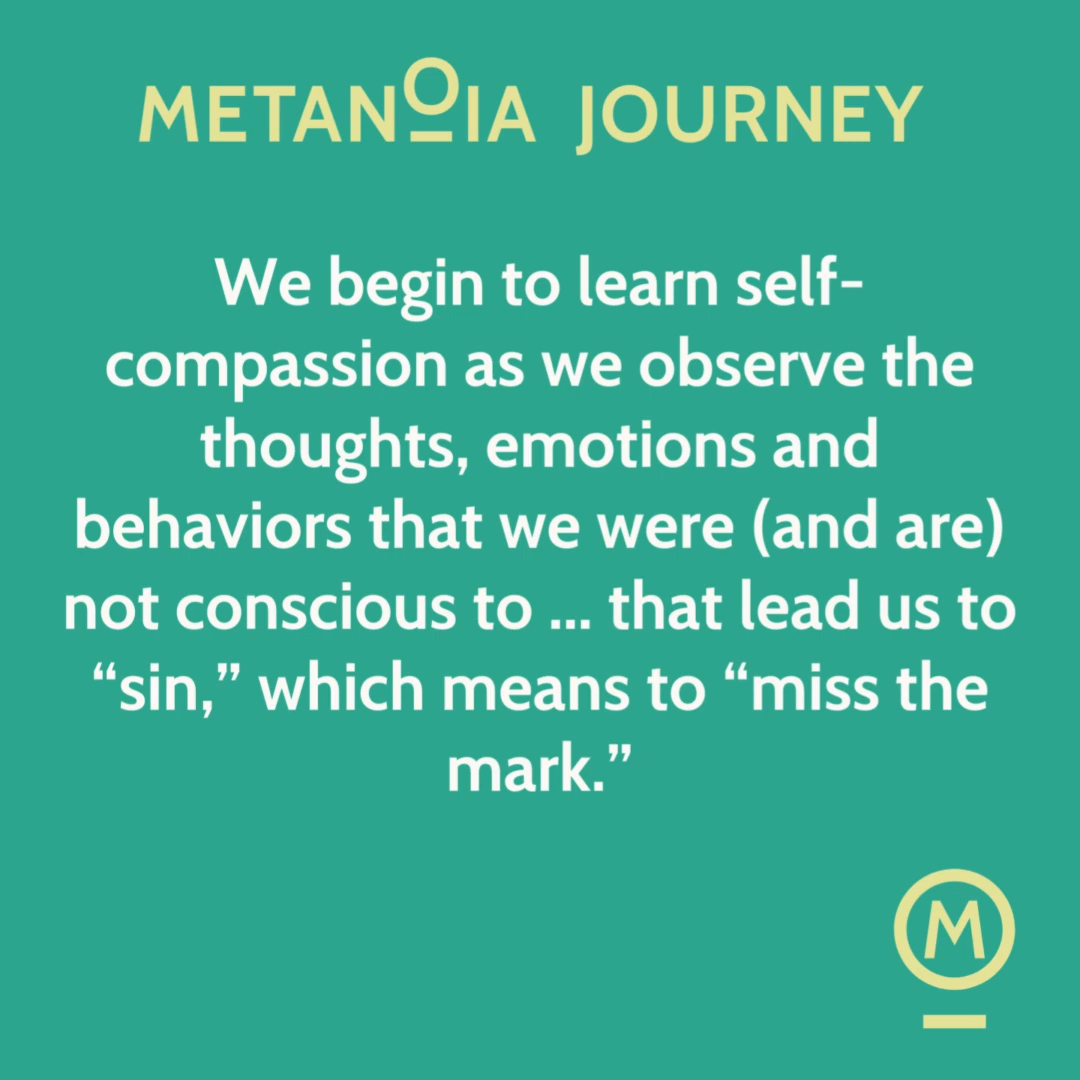 METANOIA JOURNEY
We begin to learn self-
compassion as we observe the
thoughts, emotions and
behaviors that we were (and are)
not conscious to ... that lead us to
“sin,” which means to “miss the
mark.”
M